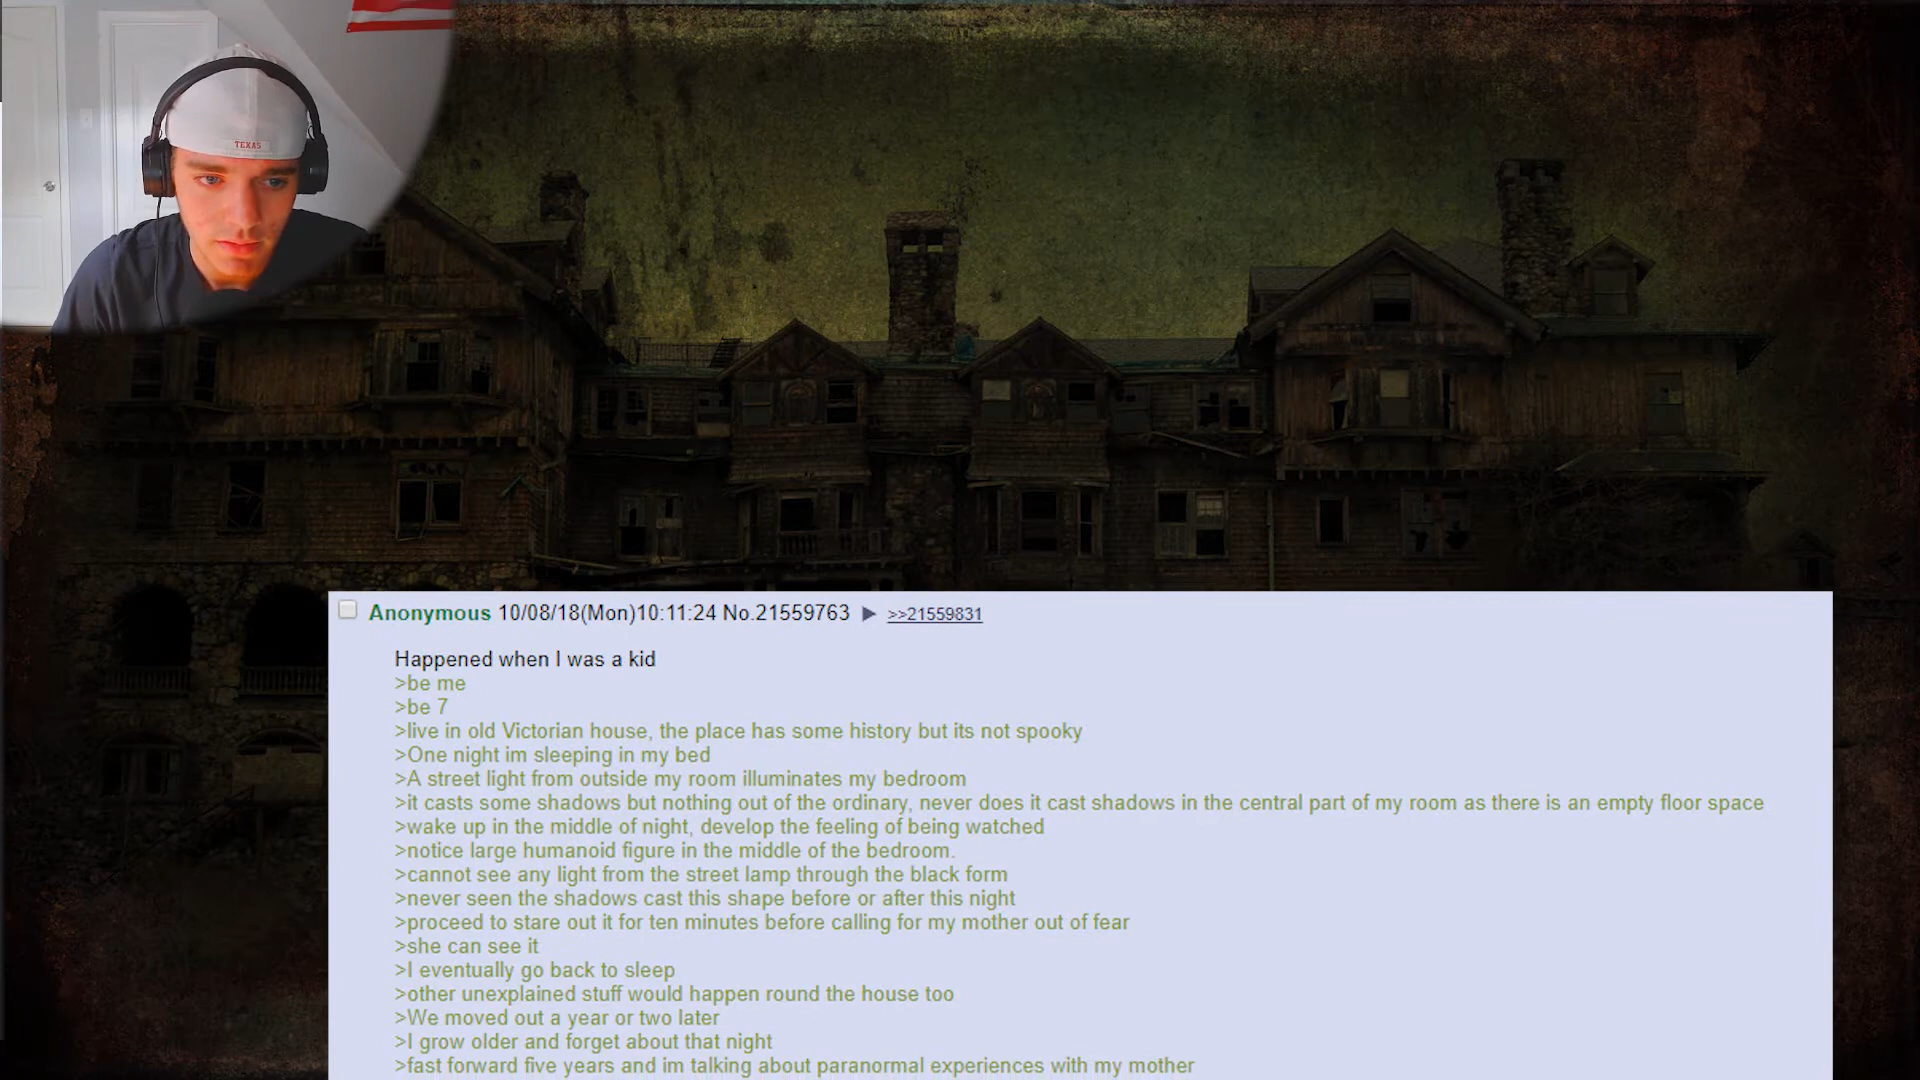 TEXAS
Anonymous 10/08/18(Mon)10:11:24 No.21559763 ▶ >>21559831
Happened when I was a kid
>be me
>be 7
>live in old Victorian house, the place has some history but its not spooky
>One night im sleeping in my bed
>A street light from outside my room illuminates my bedroom
>it casts some shadows but nothing out of the ordinary, never does it cast shadows in the central part of my room as there is an empty floor space
>wake up in the middle of night, develop the feeling of being watched
>notice large humanoid figure in the middle of the bedroom.
>cannot see any light from the street lamp through the black form
>never seen the shadows cast this shape before or after this night
>proceed to stare out it for ten minutes before calling for my mother out of fear
>she can see it
>I eventually go back to sleep
>other unexplained stuff would happen round the house too
>We moved out a year or two later
>I grow older and forget about that night
>fast forward five years and im talking about paranormal experiences with my mother